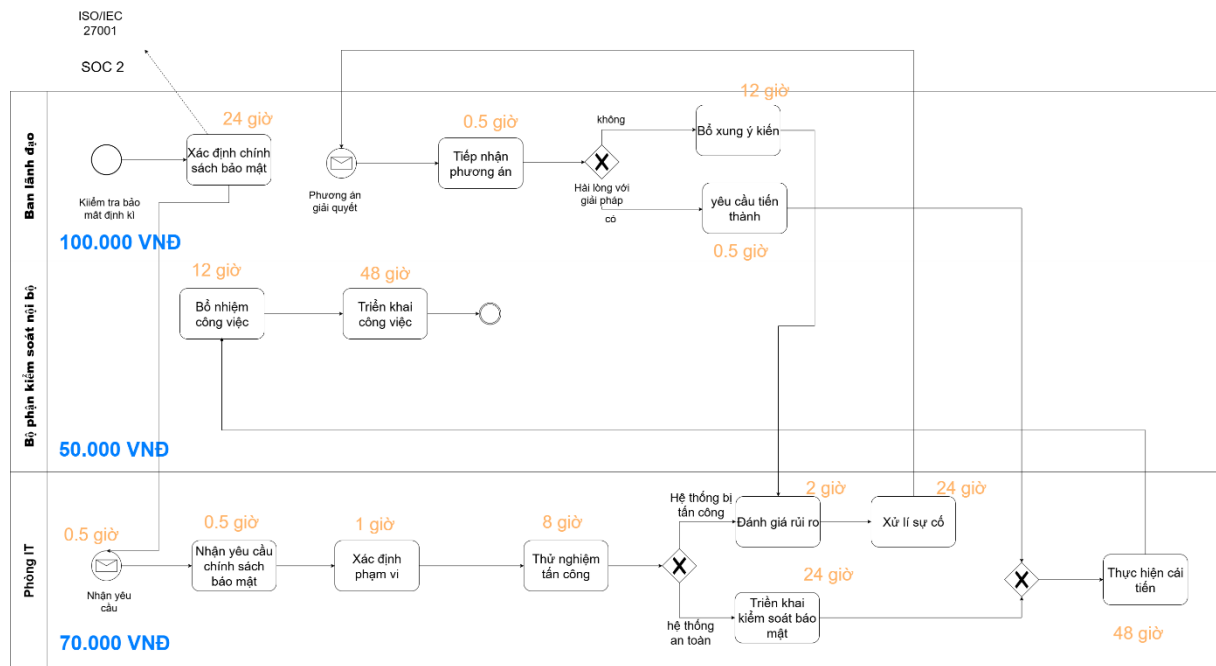 ISO/IEC
27001
SOC 2
Ban lãnh đạo
24 giờ
Xác định chính
sách bảo mật
Kiiểm tra bảo
mât định kì
100.000 VNĐ
Phương án
giải quyết
0.5 giờ
Tiếp nhận
phương án
không
Hài lòng với
giải pháp
có
12 giờ
Bổ xung ý kiến
yêu cầu tiến
thành
0.5 giờ
Bộ phận kiểm soát nội bộ
12 giờ
Bổ nhiệm
công việc
48 giờ
Triển khai
công việc
50.000 VNĐ
Phòng IT
0.5 giờ
Nhận yêu
cầu
0.5 giờ
Nhận yêu cầu
chính sách
bảo mật
1 giờ
Xác định
phạm vi
8 giờ
Thử nghiệm
tấn công
Hệ thống bị
tấn công
2 giờ
Đánh giá rủi ro
24 giờ
Xử lí sự cố
hệ thống
an toàn
24 giờ
Triển khai
kiểm soát bảo
mật
Thực hiện cải
tiến
48 giờ
70.000 VNĐ